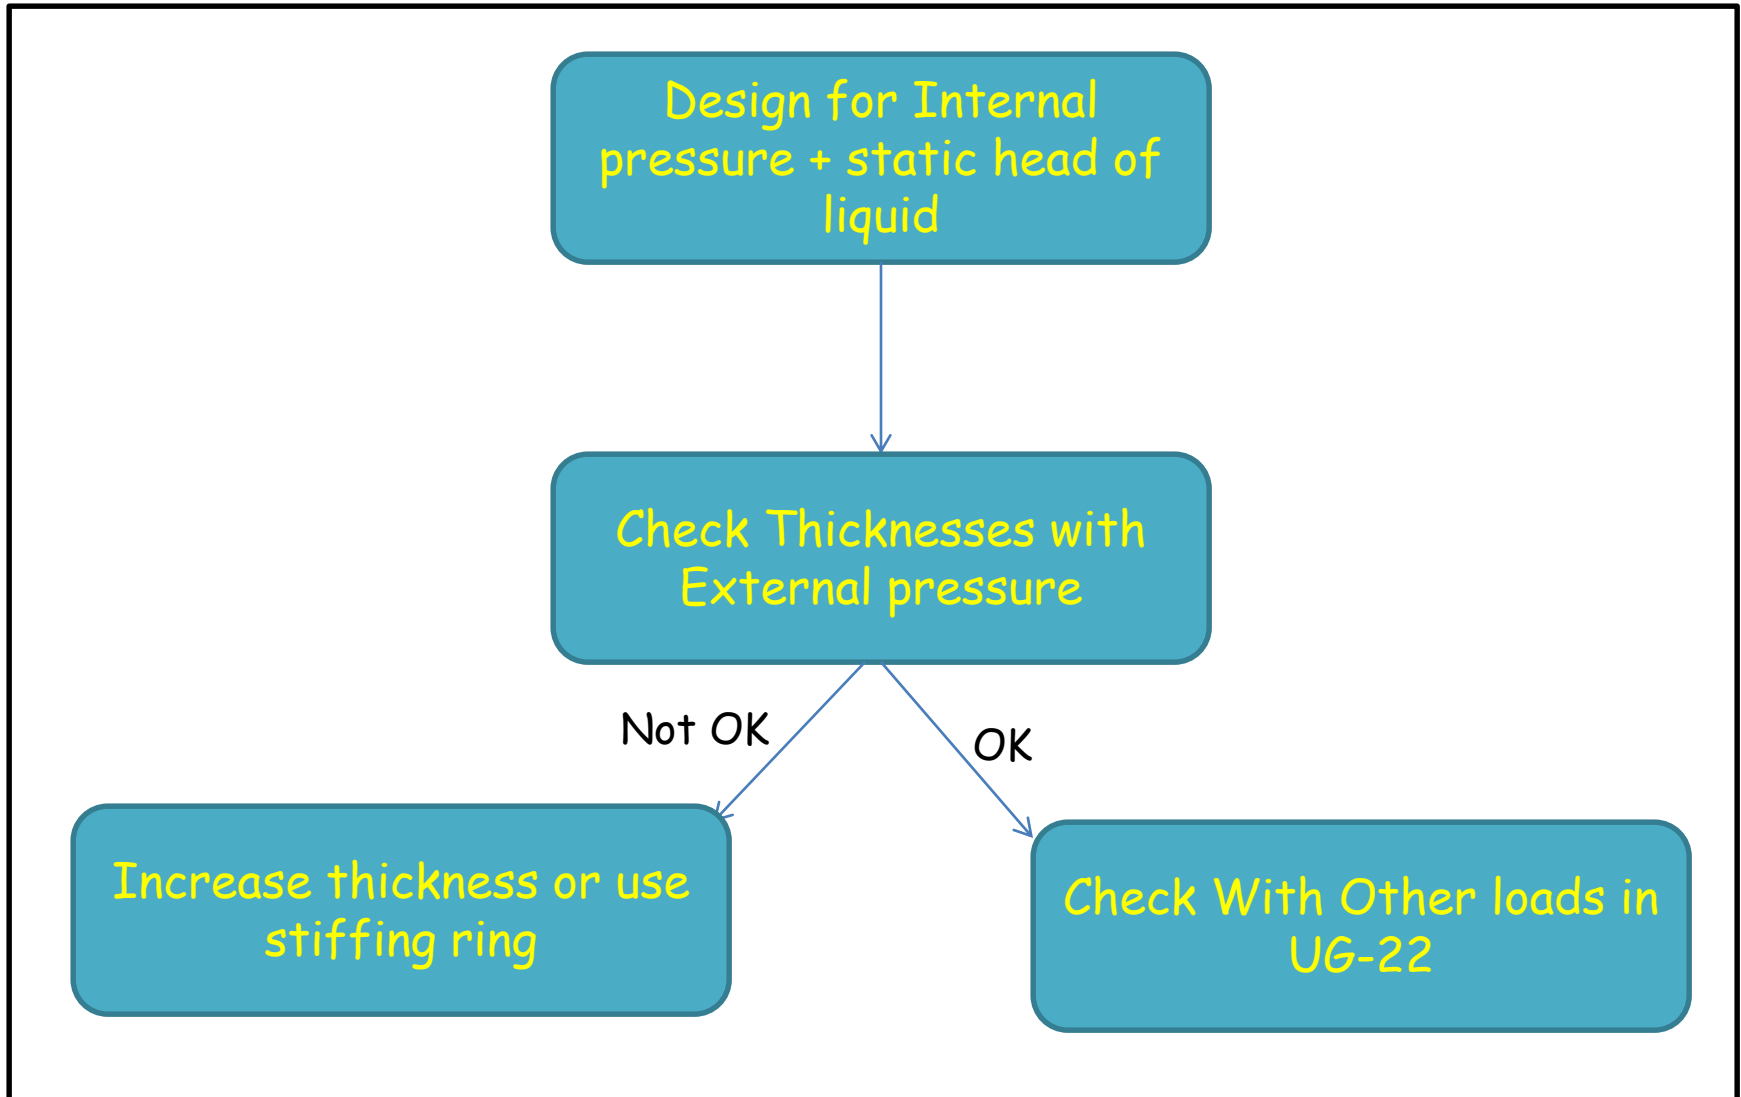 Design for Internal
pressure + static head of
liquid
Check Thicknesses with
External pressure
Not OK
OK
Increase thickness or use
stiffing ring
Check With Other loads in
UG-22